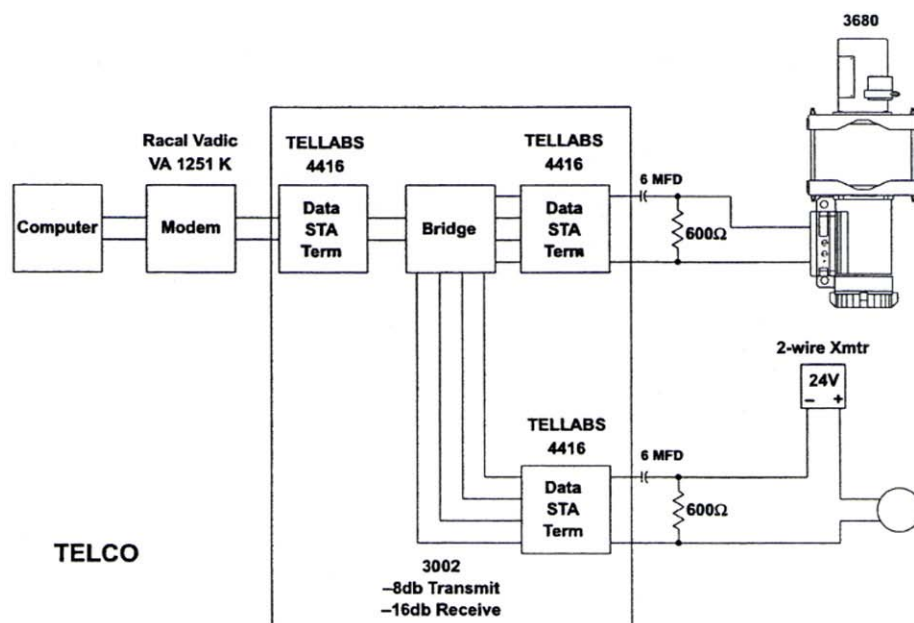 3680
Racal Vadic
VA 1251 K
TELLABS
4416
TELLABS
4416
6 MFD
Computer
Modem
Data
STA
Term
Bridge
Data
STA
Term
600Ω
2-wire Xmtr
24V
– +
TELLABS
4416
6 MFD
Data
STA
Term
600Ω
TELCO
3002
–8db Transmit
–16db Receive